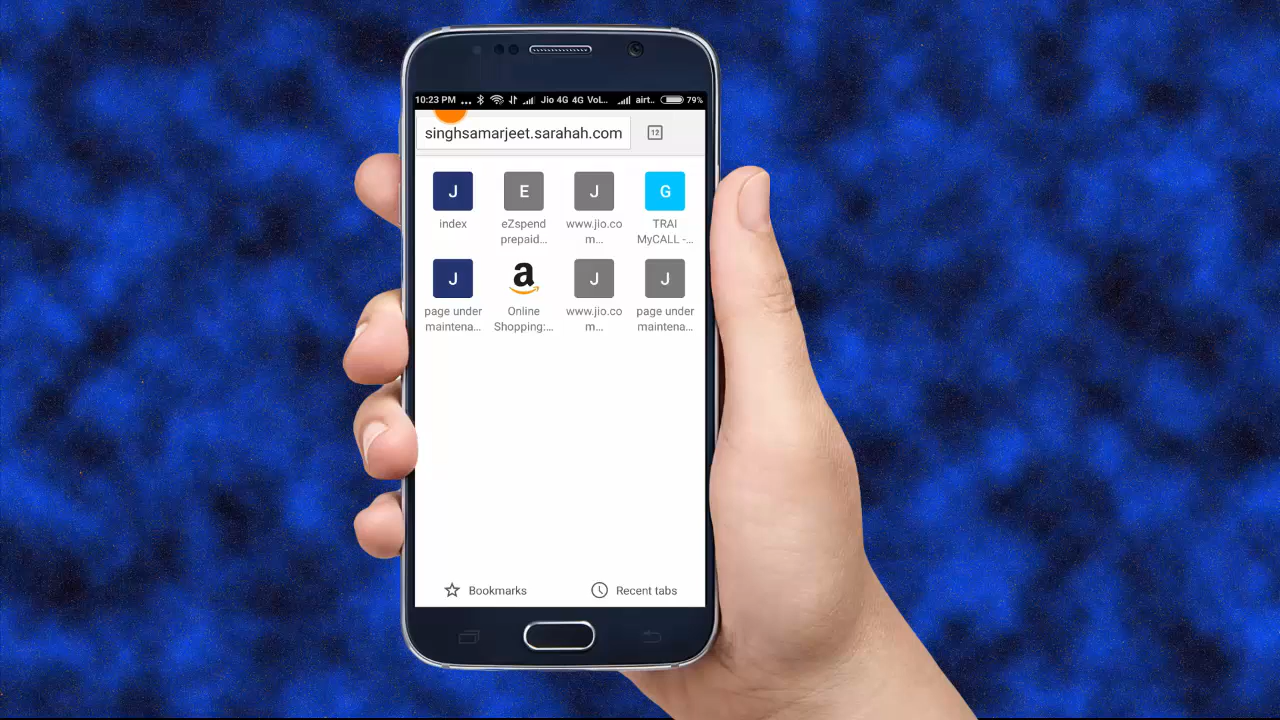 10:23 PM ... Jio 4G 4G VoL.. airt.. 79%
singhsamarjeet.sarahah.com 12
J E J G
index eZspend www.jio.co TRAI
prepaid... m... MyCALL -...
J a J J
page under Online www.jio.co page under
maintena... Shopping:... m... maintena...
Bookmarks Recent tabs